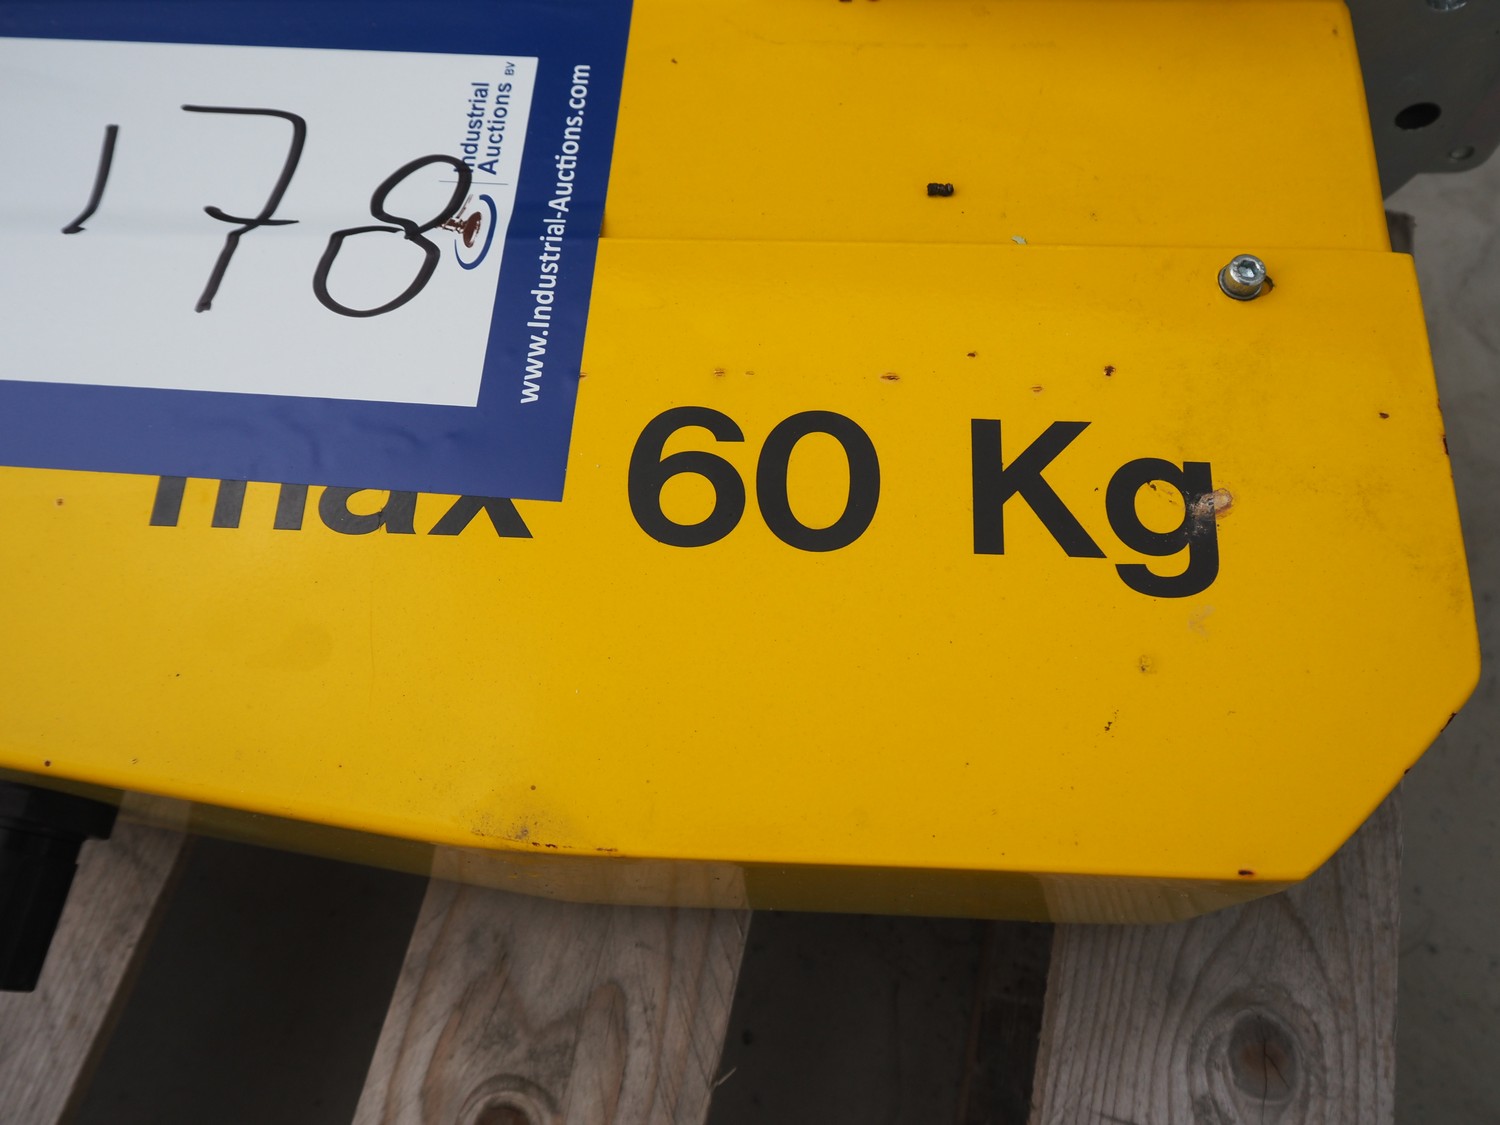 178
Industrial
Auctions BV
www.Industrial-Auctions.com
max 60 Kg